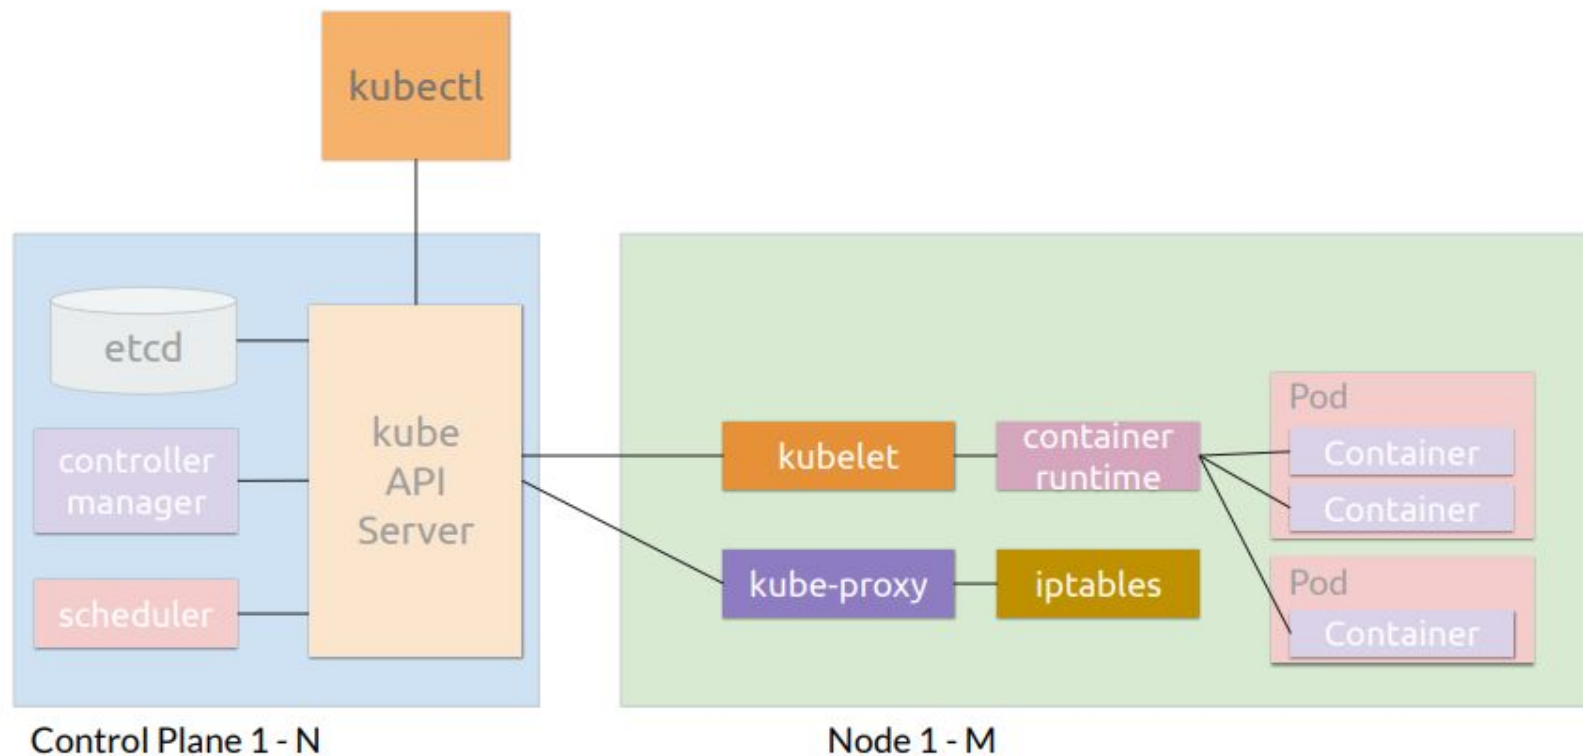 kubectl
etcd
controller
manager
scheduler
kube
API
Server
kubelet
container
runtime
kube-proxy
iptables
Pod
Container
Container
Pod
Container
Control Plane 1 - N
Node 1 - M